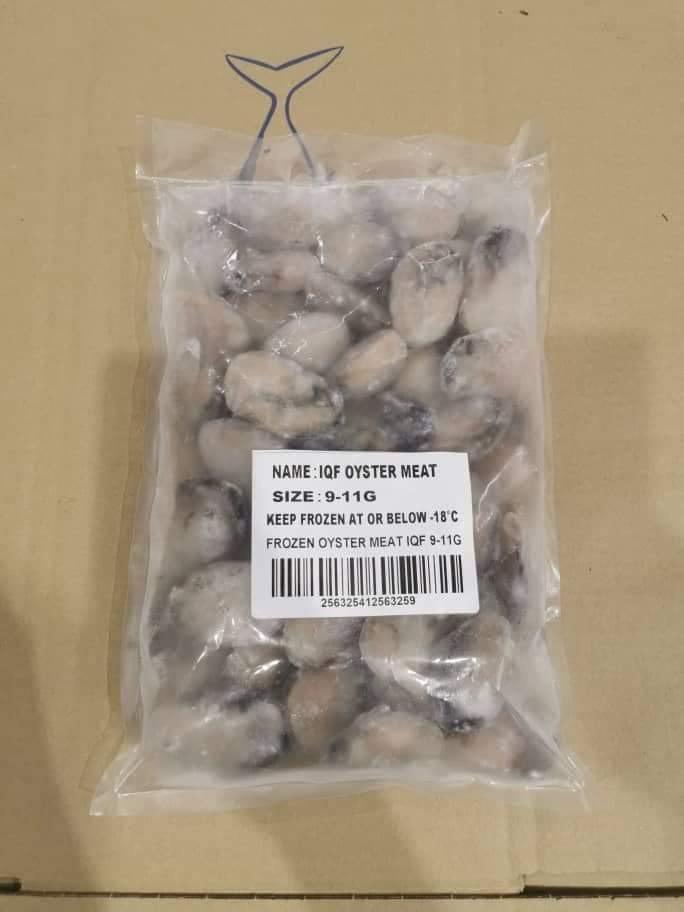 NAME:IQF OYSTER MEAT
SIZE:9-11G
KEEP FROZEN AT OR BELOW -18°C
FROZEN OYSTER MEAT IQF 9-11G
256325412563259